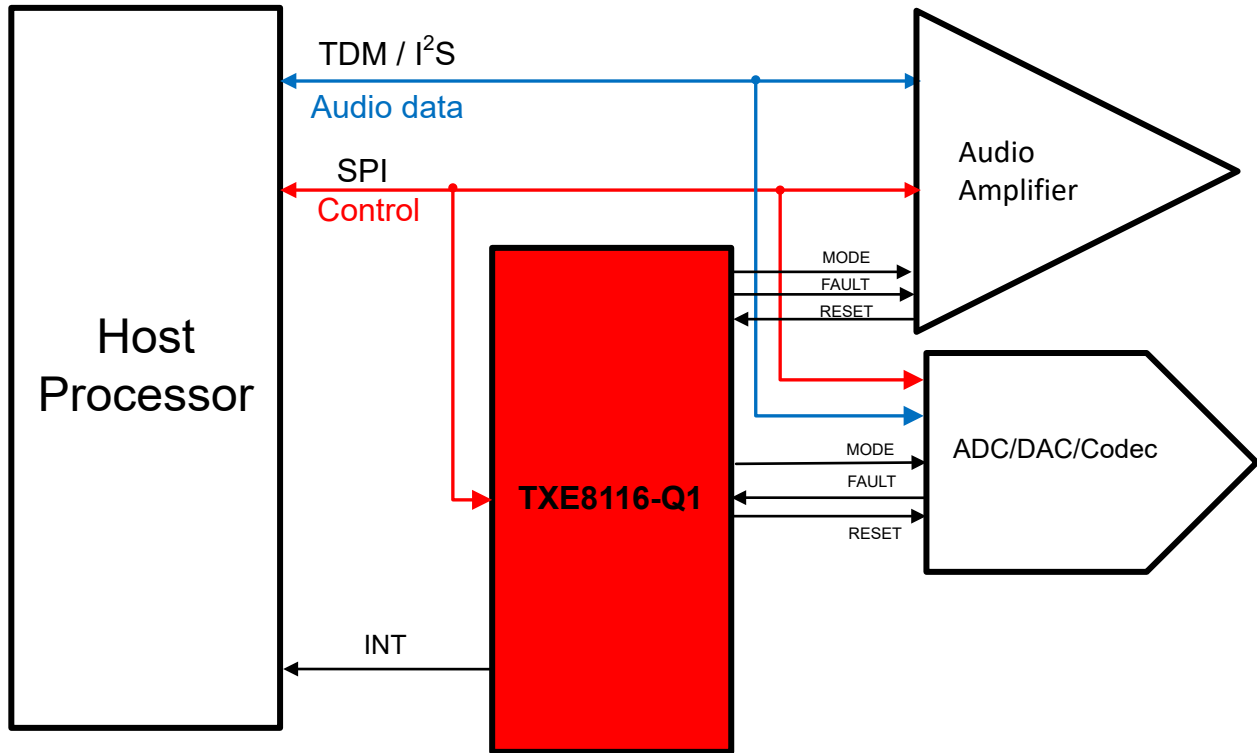 TDM / I²S
Audio data
SPI
Control
Host
Processor
Audio
Amplifier
MODE
FAULT
RESET
TXE8116-Q1
MODE
FAULT
RESET
ADC/DAC/Codec
INT